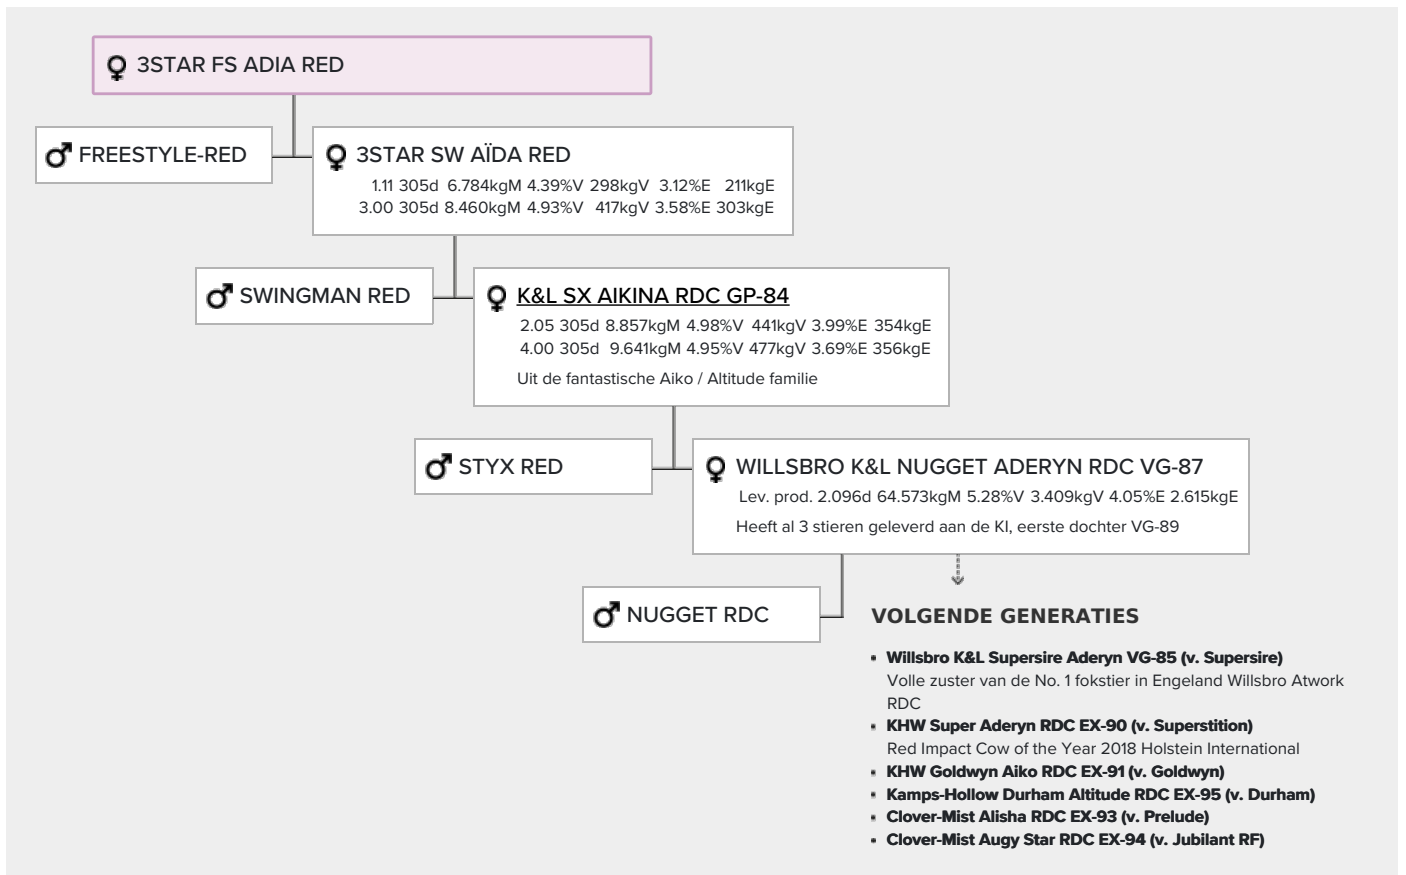 3STAR FS ADIA RED
FREESTYLE-RED
3STAR SW AÏDA RED
1.11 305d 6.784kgM 4.39%V 298kgV 3.12%E 211kgE
3.00 305d 8.460kgM 4.93%V 417kgV 3.58%E 303kgE
SWINGMAN RED
K&L SX AIKINA RDC GP-84
2.05 305d 8.857kgM 4.98%V 441kgV 3.99%E 354kgE
4.00 305d 9.641kgM 4.95%V 477kgV 3.69%E 356kgE
Uit de fantastische Aiko / Altitude familie
STYX RED
WILLSBRO K&L NUGGET ADERYN RDC VG-87
Lev. prod. 2.096d 64.573kgM 5.28%V 3.409kgV 4.05%E 2.615kgE
Heeft al 3 stieren geleverd aan de KI, eerste dochter VG-89
NUGGET RDC
VOLGENDE GENERATIES
▪ Willsbro K&L Supersire Aderyn VG-85 (v. Supersire)
Volle zuster van de No. 1 fokstier in Engeland Willsbro Atwork
RDC
▪ KHW Super Aderyn RDC EX-90 (v. Superstition)
Red Impact Cow of the Year 2018 Holstein International
▪ KHW Goldwyn Aiko RDC EX-91 (v. Goldwyn)
▪ Kamps-Hollow Durham Altitude RDC EX-95 (v. Durham)
▪ Clover-Mist Alisha RDC EX-93 (v. Prelude)
▪ Clover-Mist Augy Star RDC EX-94 (v. Jubilant RF)